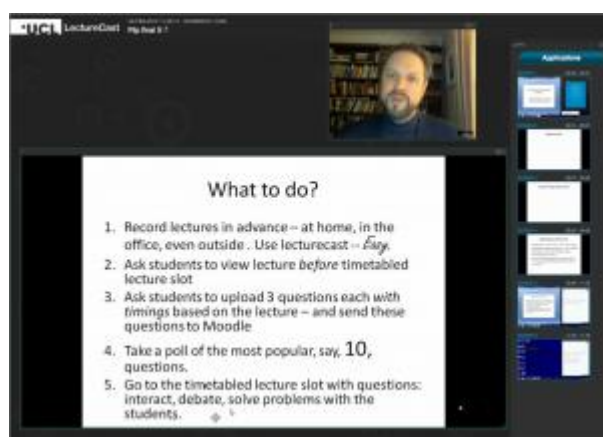 UCL LectureCast
Flip final 5 7
Applications
What to do?
1. Record lectures in advance – at home, in the
office, even outside . Use lecturecast – Easy.
2. Ask students to view lecture before timetabled
lecture slot
3. Ask students to upload 3 questions each with
timings based on the lecture – and send these
questions to Moodle
4. Take a poll of the most popular, say, 10,
questions.
5. Go to the timetabled lecture slot with questions:
interact, debate, solve problems with the
students.